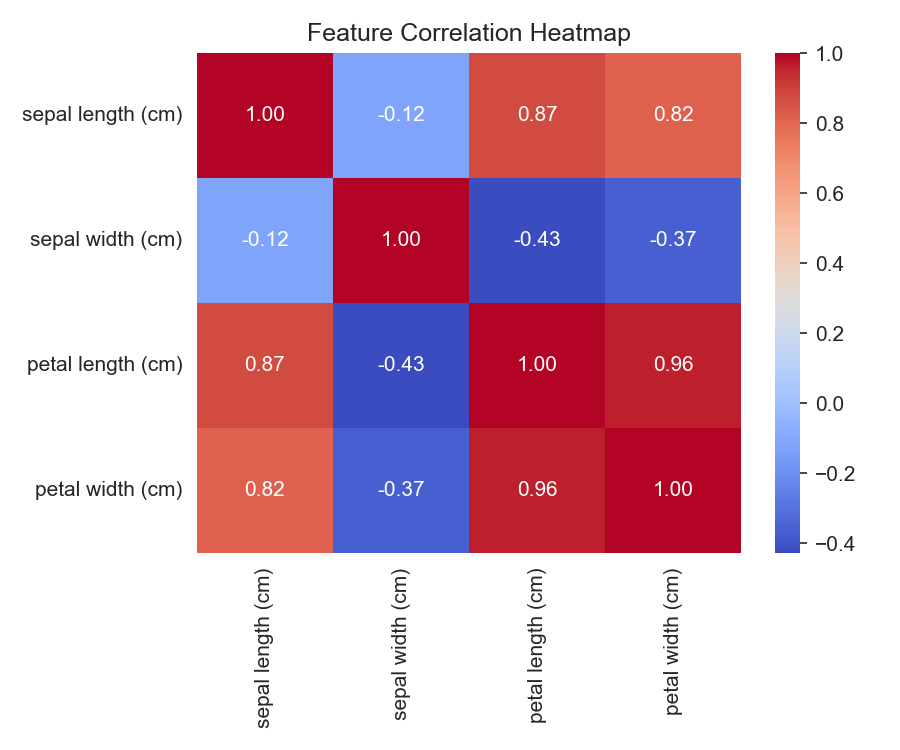 Feature Correlation Heatmap
sepal length (cm) 1.00 -0.12 0.87 0.82
sepal width (cm) -0.12 1.00 -0.43 -0.37
petal length (cm) 0.87 -0.43 1.00 0.96
petal width (cm) 0.82 -0.37 0.96 1.00
sepal length (cm)
sepal width (cm)
petal length (cm)
petal width (cm)
1.0
0.8
0.6
0.4
0.2
0.0
−0.2
−0.4